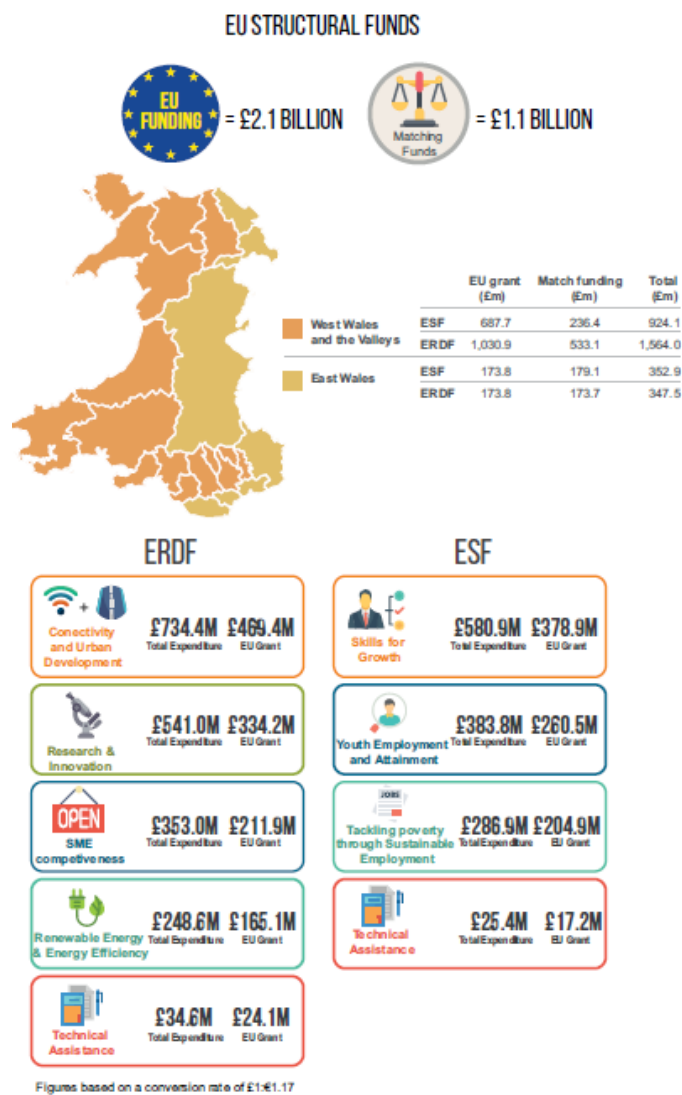 EU STRUCTURAL FUNDS
EU
FUNDING
= £2.1 BILLION
Matching
Funds
= £1.1 BILLION
EU grant Match funding Total
(£m) (£m) (£m)
West Wales
and the Valleys
ESF 687.7 236.4 924.1
ERDF 1,030.9 533.1 1,564.0
East Wales
ESF 173.8 179.1 352.9
ERDF 173.8 173.7 347.5
ERDF
Conectivity
and Urban
Development
£734.4M £469.4M
Total Expenditure EU Grant
Research &
Innovation
£541.0M £334.2M
Total Expenditure EU Grant
OPEN
SME
competiveness
£353.0M £211.9M
Total Expenditure EU Grant
Renewable Energy
& Energy Efficiency
£248.6M £165.1M
Total Expenditure EU Grant
Technical
Assistance
£34.6M £24.1M
Total Expenditure EU Grant
ESF
Skills for
Growth
£580.9M £378.9M
Total Expenditure EU Grant
Youth Employment
and Attainment
£383.8M £260.5M
Total Expenditure EU Grant
JOBS
Tackling poverty
through Sustainable
Employment
£286.9M £204.9M
Total Expenditure EU Grant
Technical
Assistance
£25.4M £17.2M
Total Expenditure EU Grant
Figures based on a conversion rate of £1:€1.17